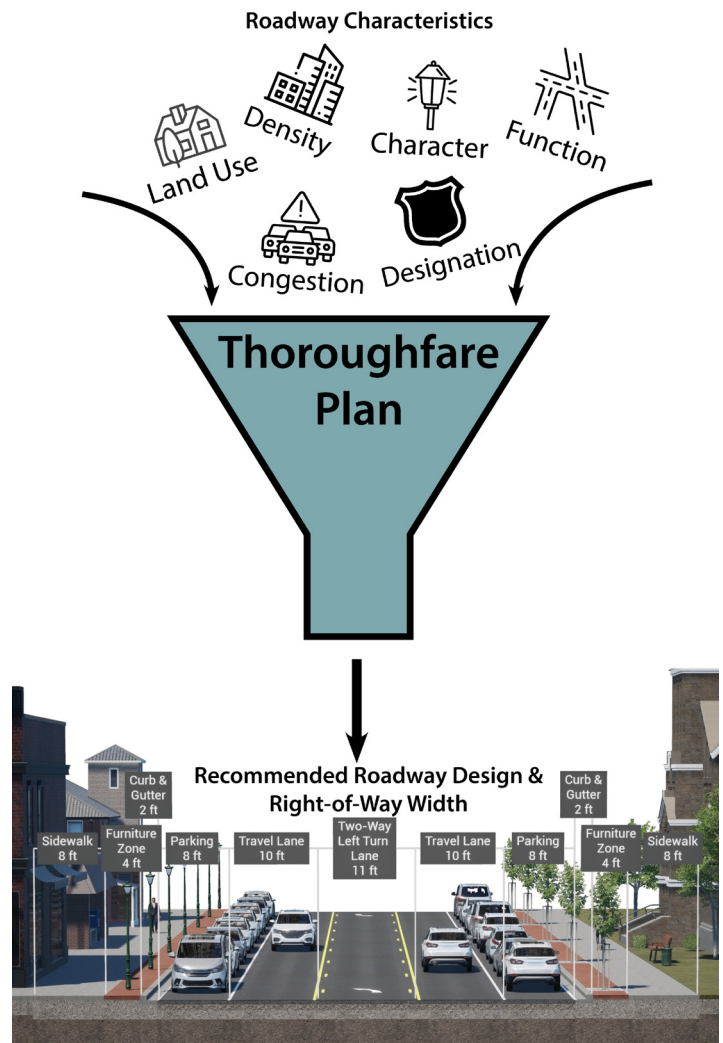 Roadway Characteristics
Density
Character
Function
Land Use
Congestion
Designation
Thoroughfare
Plan
Recommended Roadway Design &
Right-of-Way Width
Curb &
Gutter
2 ft
Curb &
Gutter
2 ft
Sidewalk
8 ft
Furniture
Zone
4 ft
Parking
8 ft
Travel Lane
10 ft
Two-Way
Left Turn
Lane
11 ft
Travel Lane
10 ft
Parking
8 ft
Furniture
Zone
4 ft
Sidewalk
8 ft